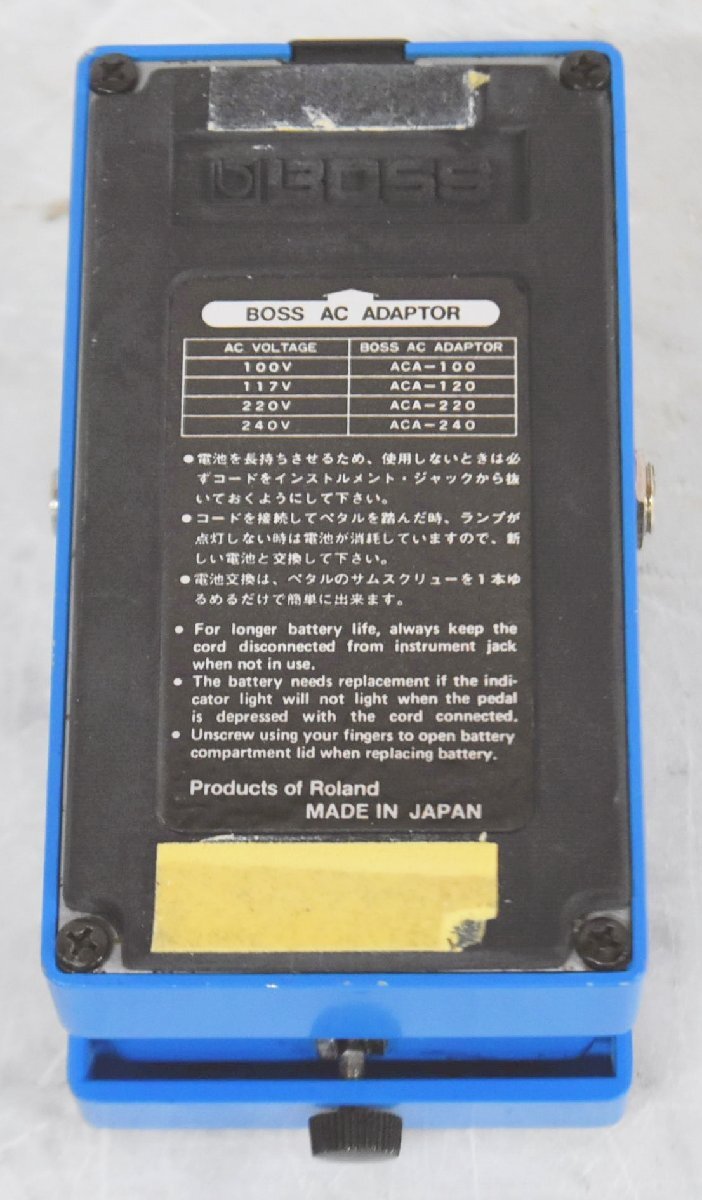 BOSS
BOSS AC ADAPTOR
AC VOLTAGE BOSS AC ADAPTOR
100V ACA-100
117V ACA-120
220V ACA-220
240V ACA-240
●電池を長持ちさせるため、使用しないときは必
ずコードをインストルメント・ジャックから抜
いておくようにして下さい。
●コードを接続してペタルを踏んだ時、ランプが
点灯しない時は電池が消耗していますので、新
しい電池と交換して下さい。
●電池交換は、ペタルのサムスクリューを1本ゆ
るめるだけで簡単に出来ます。
● For longer battery life, always keep the
cord disconnected from instrument jack
when not in use.
● The battery needs replacement if the indi-
cator light will not light when the pedal
is depressed with the cord connected.
● Unscrew using your fingers to open battery
compartment lid when replacing battery.
Products of Roland
MADE IN JAPAN